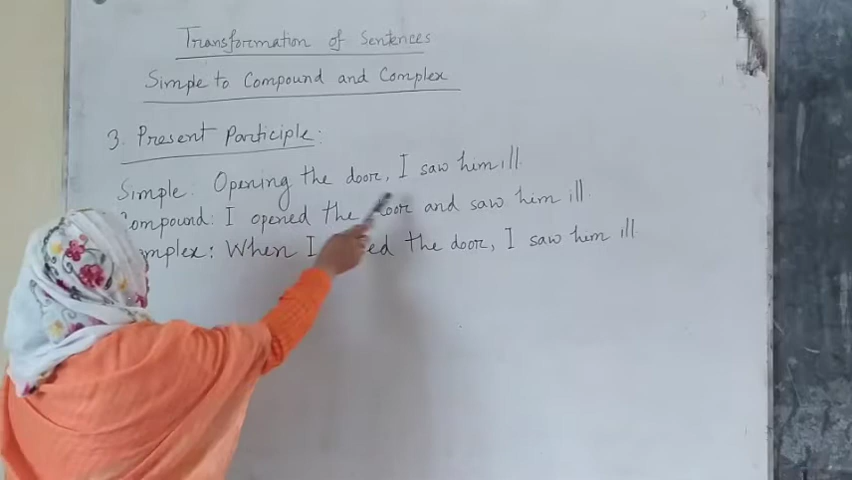 Transformation of Sentences
Simple to Compound and Complex
3. Present Participle:
Simple: Opening the door, I saw him ill.
Compound: I opened the door and saw him ill.
Complex: When I the door, I saw him ill